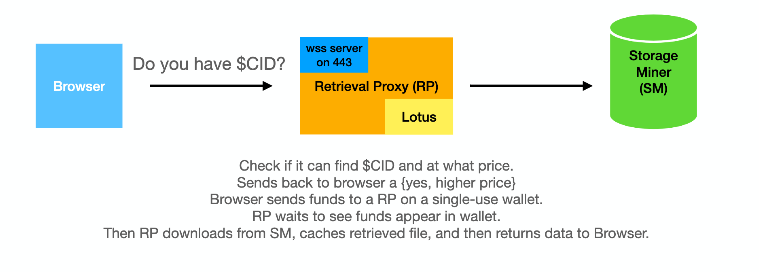 Do you have $CID?
Browser
wss server
on 443
Retrieval Proxy (RP)
Lotus
Storage
Miner
(SM)
Check if it can find $CID and at what price.
Sends back to browser a {yes, higher price}
Browser sends funds to a RP on a single-use wallet.
RP waits to see funds appear in wallet.
Then RP downloads from SM, caches retrieved file, and then returns data to Browser.